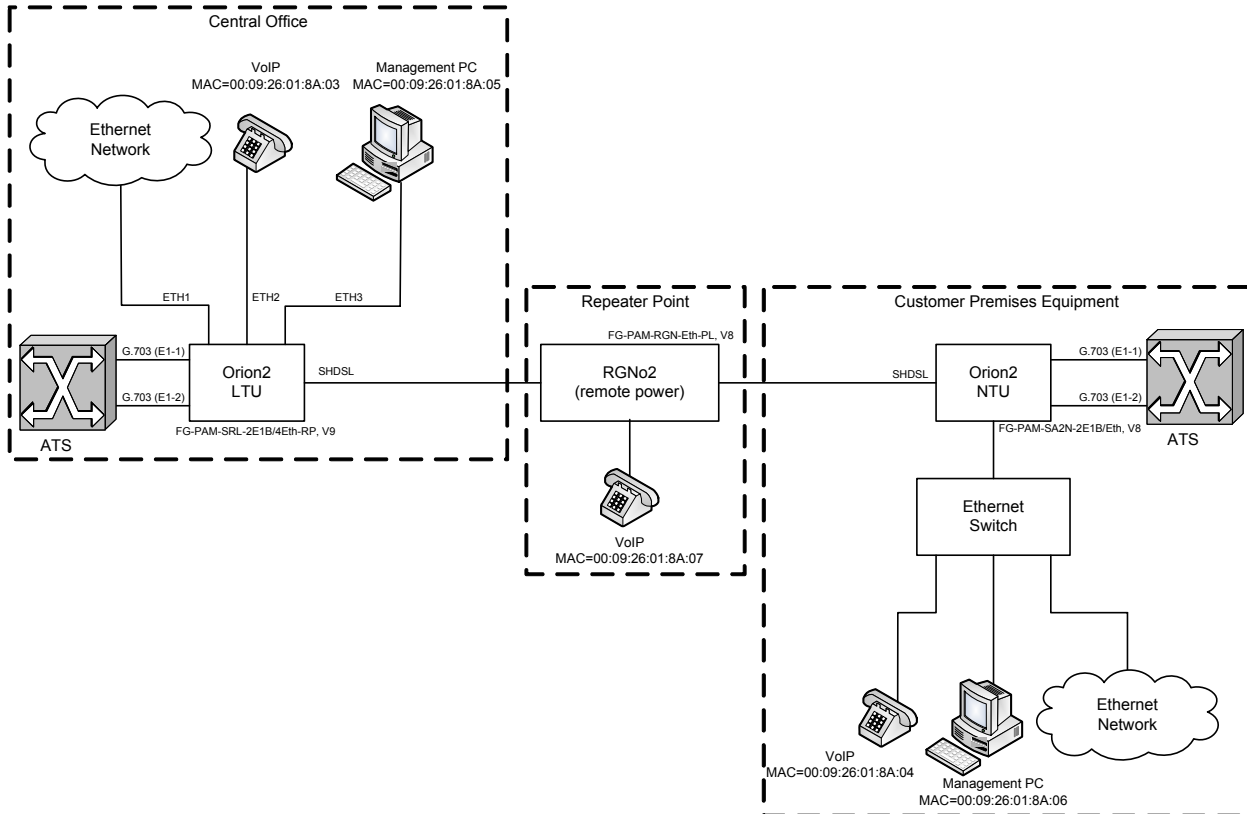 Central Office
VoIP
MAC=00:09:26:01:8A:03
Management PC
MAC=00:09:26:01:8A:05
Ethernet
Network
ETH1
ETH2
ETH3
G.703 (E1-1)
G.703 (E1-2)
ATS
Orion2
LTU
FG-PAM-SRL-2E1B/4Eth-RP, V9
SHDSL
Repeater Point
FG-PAM-RGN-Eth-PL, V8
RGNo2
(remote power)
VoIP
MAC=00:09:26:01:8A:07
Customer Premises Equipment
SHDSL
Orion2
NTU
G.703 (E1-1)
G.703 (E1-2)
FG-PAM-SA2N-2E1B/Eth, V8
ATS
Ethernet
Switch
VoIP
MAC=00:09:26:01:8A:04
Management PC
MAC=00:09:26:01:8A:06
Ethernet
Network